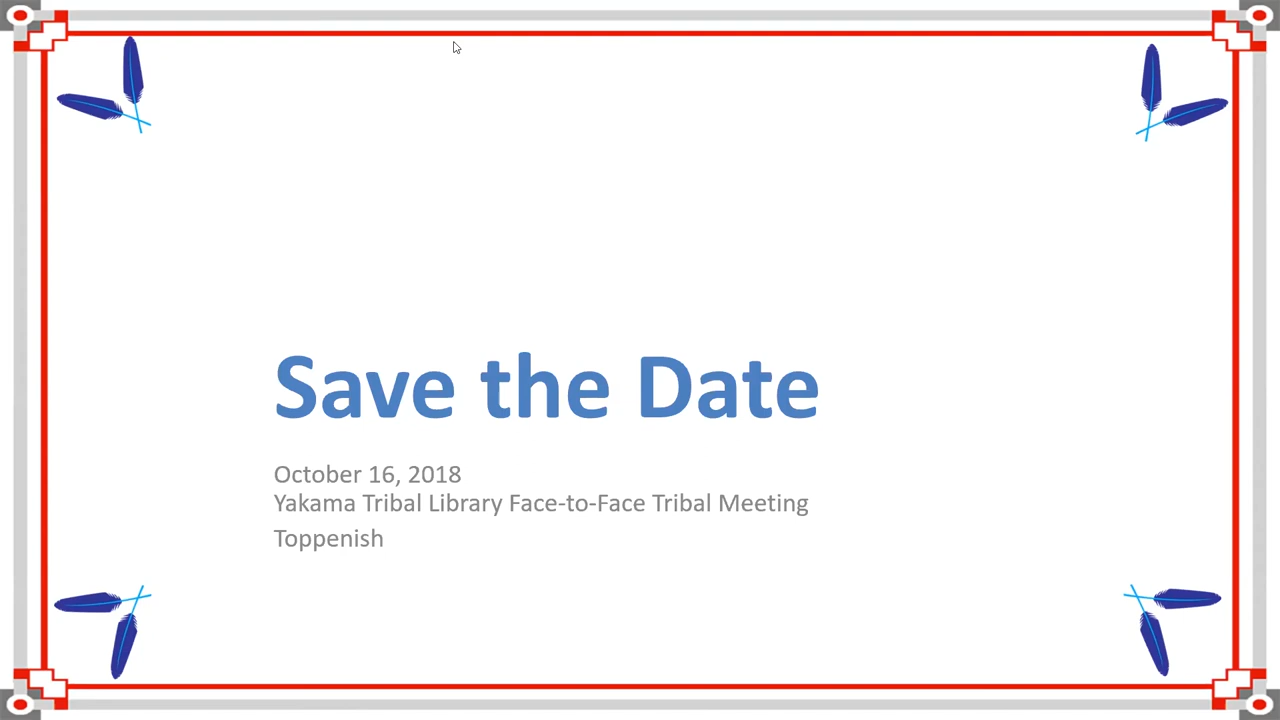 Save the Date
October 16, 2018
Yakama Tribal Library Face-to-Face Tribal Meeting
Toppenish